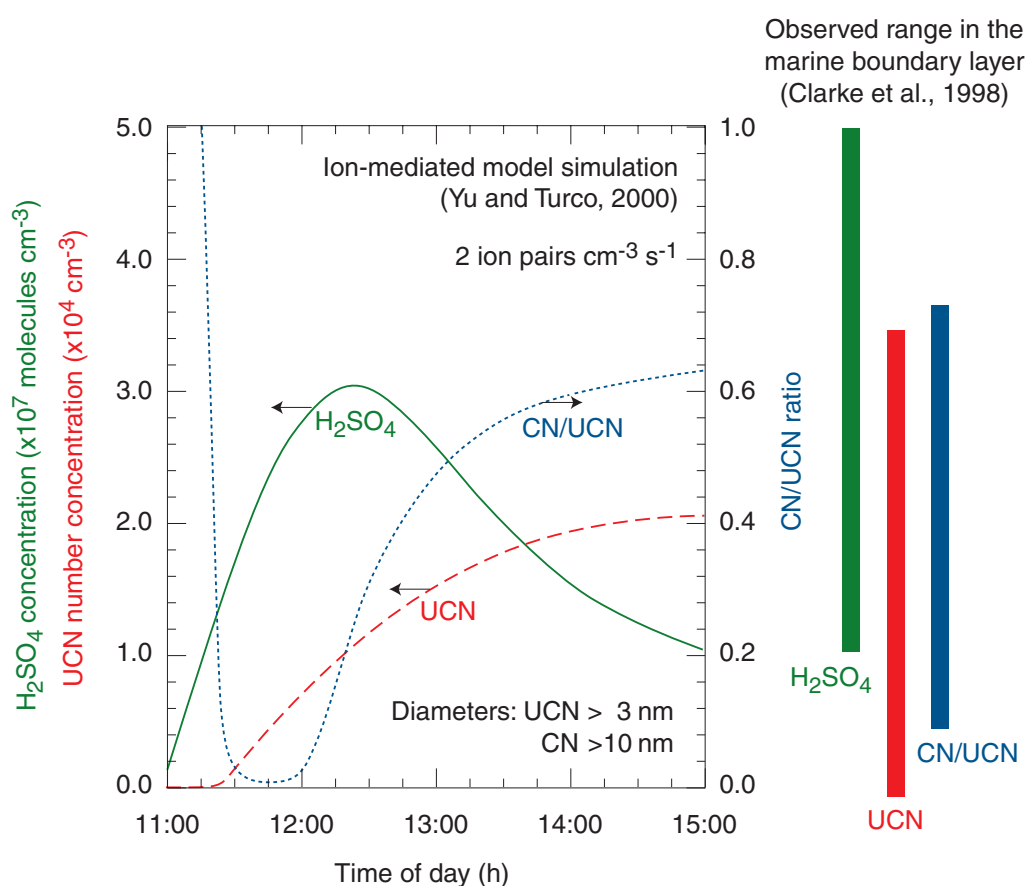 Observed range in the
marine boundary layer
(Clarke et al., 1998)
Ion-mediated model simulation
(Yu and Turco, 2000)
2 ion pairs cm-3 s-1
H2SO4 concentration (x10^7 molecules cm-3)
UCN number concentration (x10^4 cm-3)
5.0
4.0
3.0
2.0
1.0
0.0
H2SO4
CN/UCN
UCN
Diameters: UCN > 3 nm
CN >10 nm
1.0
0.8
0.6
0.4
0.2
0.0
CN/UCN ratio
H2SO4
CN/UCN
UCN
11:00 12:00 13:00 14:00 15:00
Time of day (h)